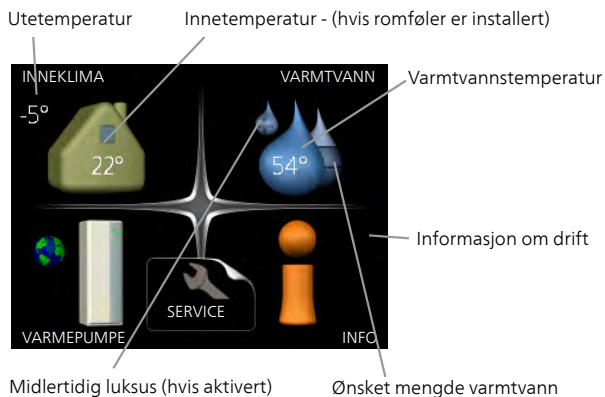 Utetemperatur
Innetemperatur - (hvis romføler er installert)
INNEKLIMA
VARMTVANN
Varmtvannstemperatur
-5°
22°
54°
Informasjon om drift
SERVICE
VARMEPUMPE
INFO
Midlertidig luksus (hvis aktivert)
Ønsket mengde varmtvann